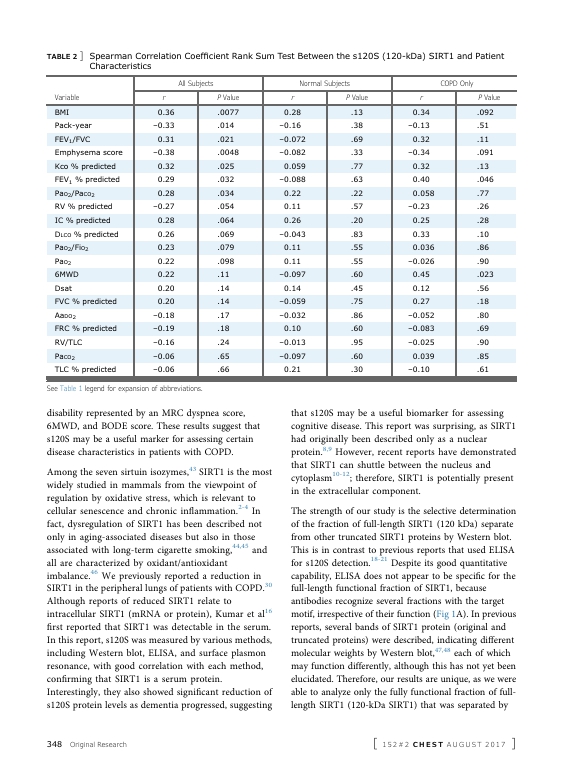 TABLE 2 ] Spearman Correlation Coefficient Rank Sum Test Between the s120S (120-kDa) SIRT1 and Patient
Characteristics
All Subjects Normal Subjects COPD Only
Variable r P Value r P Value r P Value
BMI 0.36 .0077 0.28 .13 0.34 .092
Pack-year −0.33 .014 −0.16 .38 −0.13 .51
FEV1/FVC 0.31 .021 −0.072 .69 0.32 .11
Emphysema score −0.38 .0048 −0.082 .33 −0.34 .091
Kco % predicted 0.32 .025 0.059 .77 0.32 .13
FEV1 % predicted 0.29 .032 −0.088 .63 0.40 .046
PaO2/PaCO2 0.28 .034 0.22 .22 0.058 .77
RV % predicted −0.27 .054 0.11 .57 −0.23 .26
IC % predicted 0.28 .064 0.26 .20 0.25 .28
DLCO % predicted 0.26 .069 −0.043 .83 0.33 .10
PaO2/FiO2 0.23 .079 0.11 .55 0.036 .86
PaO2 0.22 .098 0.11 .55 −0.026 .90
6MWD 0.22 .11 −0.097 .60 0.45 .023
Dsat 0.20 .14 0.14 .45 0.12 .56
FVC % predicted 0.20 .14 −0.059 .75 0.27 .18
AaDO2 −0.18 .17 −0.032 .86 −0.052 .80
FRC % predicted −0.19 .18 0.10 .60 −0.083 .69
RV/TLC −0.16 .24 −0.013 .95 −0.025 .90
PaCO2 −0.06 .65 −0.097 .60 0.039 .85
TLC % predicted −0.06 .66 0.21 .30 −0.10 .61
See Table 1 legend for expansion of abbreviations.
disability represented by an MRC dyspnea score,
6MWD, and BODE score. These results suggest that
s120S may be a useful marker for assessing certain
disease characteristics in patients with COPD.
Among the seven sirtuin isozymes,43 SIRT1 is the most
widely studied in mammals from the viewpoint of
regulation by oxidative stress, which is relevant to
cellular senescence and chronic inflammation.2-4 In
fact, dysregulation of SIRT1 has been described not
only in aging-associated diseases but also in those
associated with long-term cigarette smoking,44,45 and
all are characterized by oxidant/antioxidant
imbalance.46 We previously reported a reduction in
SIRT1 in the peripheral lungs of patients with COPD.30
Although reports of reduced SIRT1 relate to
intracellular SIRT1 (mRNA or protein), Kumar et al16
first reported that SIRT1 was detectable in the serum.
In this report, s120S was measured by various methods,
including Western blot, ELISA, and surface plasmon
resonance, with good correlation with each method,
confirming that SIRT1 is a serum protein.
Interestingly, they also showed significant reduction of
s120S protein levels as dementia progressed, suggesting
that s120S may be a useful biomarker for assessing
cognitive disease. This report was surprising, as SIRT1
had originally been described only as a nuclear
protein.8,9 However, recent reports have demonstrated
that SIRT1 can shuttle between the nucleus and
cytoplasm10-12; therefore, SIRT1 is potentially present
in the extracellular component.
The strength of our study is the selective determination
of the fraction of full-length SIRT1 (120 kDa) separate
from other truncated SIRT1 proteins by Western blot.
This is in contrast to previous reports that used ELISA
for s120S detection.18-21 Despite its good quantitative
capability, ELISA does not appear to be specific for the
full-length functional fraction of SIRT1, because
antibodies recognize several fractions with the target
motif, irrespective of their function (Fig 1A). In previous
reports, several bands of SIRT1 protein (original and
truncated proteins) were described, indicating different
molecular weights by Western blot,47,48 each of which
may function differently, although this has not yet been
elucidated. Therefore, our results are unique, as we were
able to analyze only the fully functional fraction of full-
length SIRT1 (120-kDa SIRT1) that was separated by
348 Original Research [ 152#2 CHEST AUGUST 2017 ]